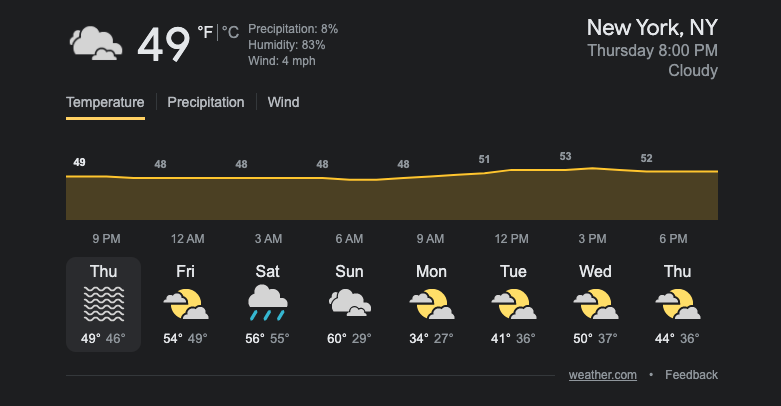 49 °F | °C
Precipitation: 8%
Humidity: 83%
Wind: 4 mph
New York, NY
Thursday 8:00 PM
Cloudy
Temperature | Precipitation | Wind
49 48 48 48 48 51 53 52
9 PM 12 AM 3 AM 6 AM 9 AM 12 PM 3 PM 6 PM
Thu Fri Sat Sun Mon Tue Wed Thu
49° 46° 54° 49° 56° 55° 60° 29° 34° 27° 41° 36° 50° 37° 44° 36°
weather.com • Feedback